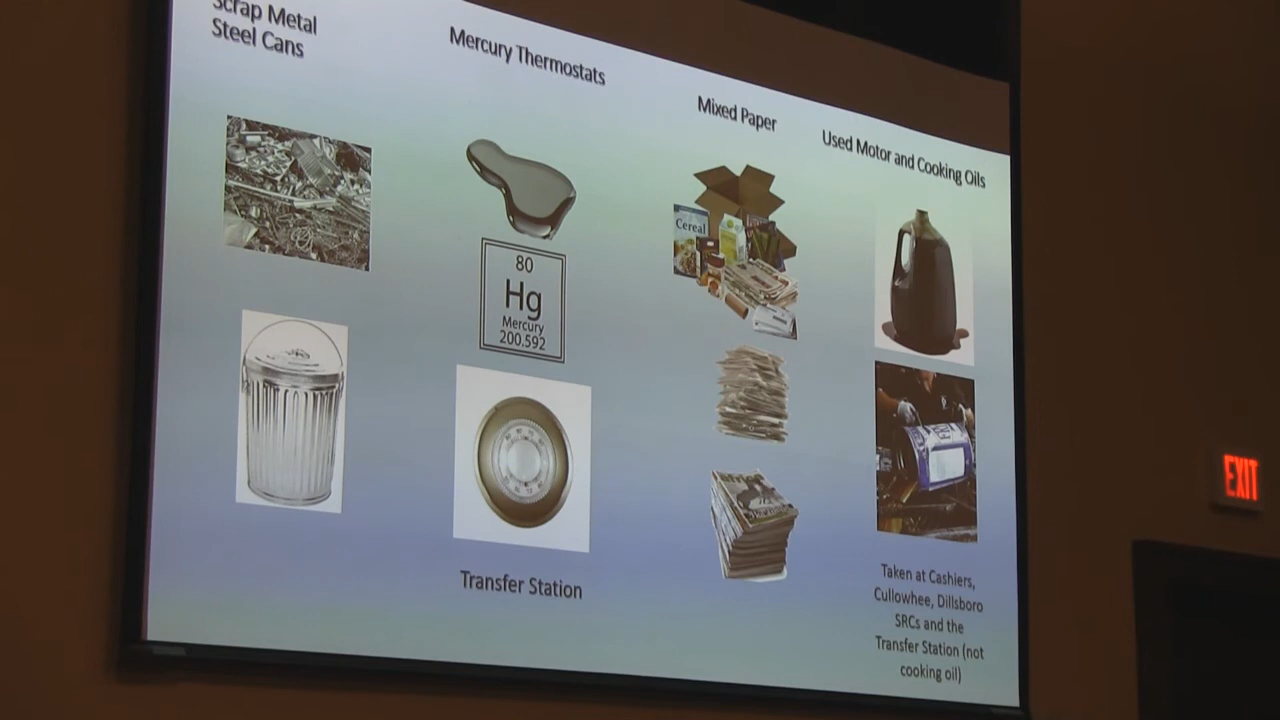 Scrap Metal
Steel Cans
Mercury Thermostats
Mixed Paper
Used Motor and Cooking Oils
Cereal
80
Hg
Mercury
200.592
Transfer Station
Taken at Cashiers,
Cullowhee, Dillsboro
SRCs and the
Transfer Station (not
cooking oil)
EXIT